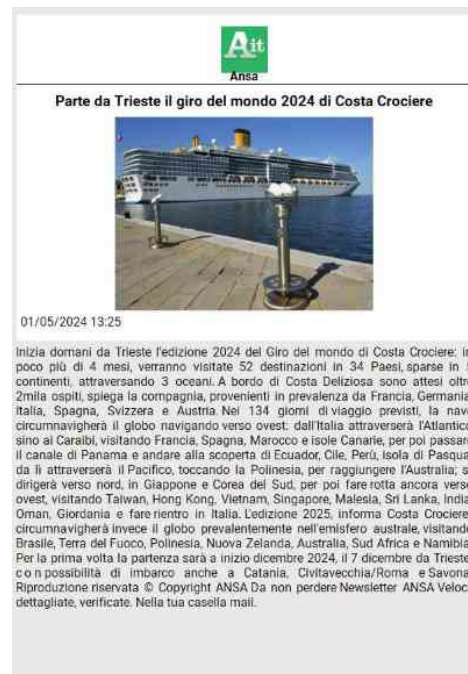 Ait
Ansa
Parte da Trieste il giro del mondo 2024 di Costa Crociere
01/05/2024 13:25
Inizia domani da Trieste l'edizione 2024 del Giro del mondo di Costa Crociere: in
poco più di 4 mesi, verranno visitate 52 destinazioni in 34 Paesi, sparse in
continenti, attraversando 3 oceani. A bordo di Costa Deliziosa sono attesi oltre
2mila ospiti, spiega la compagnia, provenienti in prevalenza da Francia, Germania
Italia, Spagna, Svizzera e Austria. Nei 134 giorni di viaggio previsti, la nave
circumnavigherà il globo navigando verso ovest: dall'Italia attraverserà l'Atlantico
sino ai Caraibi, visitando Francia, Spagna, Marocco e isole Canarie, per poi passare
il canale di Panama e andare alla scoperta di Ecuador, Cile, Perù, isola di Pasqua
da lì attraverserà il Pacifico, toccando la Polinesia, per raggiungere l'Australia; si
dirigerà verso nord, in Giappone e Corea del Sud, per poi fare rotta ancora verso
ovest, visitando Taiwan, Hong Kong, Vietnam, Singapore, Malesia, Sri Lanka, India
Oman, Giordania e fare rientro in Italia. L'edizione 2025, informa Costa Crociere
circumnavigherà invece il globo prevalentemente nell'emisfero australe, visitando
Brasile, Terra del Fuoco, Polinesia, Nuova Zelanda, Australia, Sud Africa e Namibia
Per la prima volta la partenza sarà a inizio dicembre 2024, il 7 dicembre da Trieste
con possibilità di imbarco anche a Catania, Civitavecchia/Roma e Savona
Riproduzione riservata © Copyright ANSA Da non perdere Newsletter ANSA Veloci
dettagliate, verificate. Nella tua casella mail.